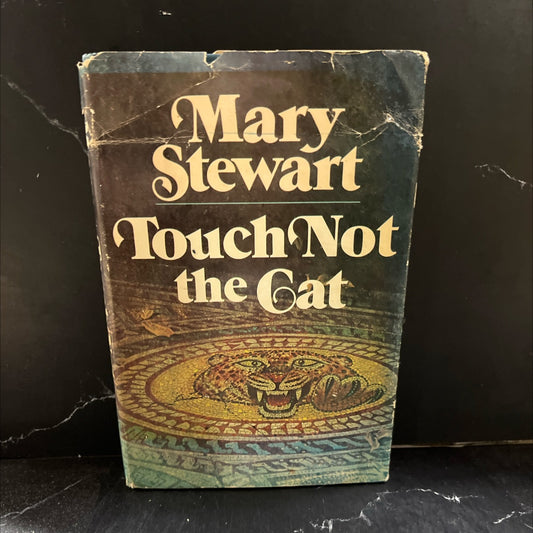 Mary
Stewart
Touch Not
the Cat